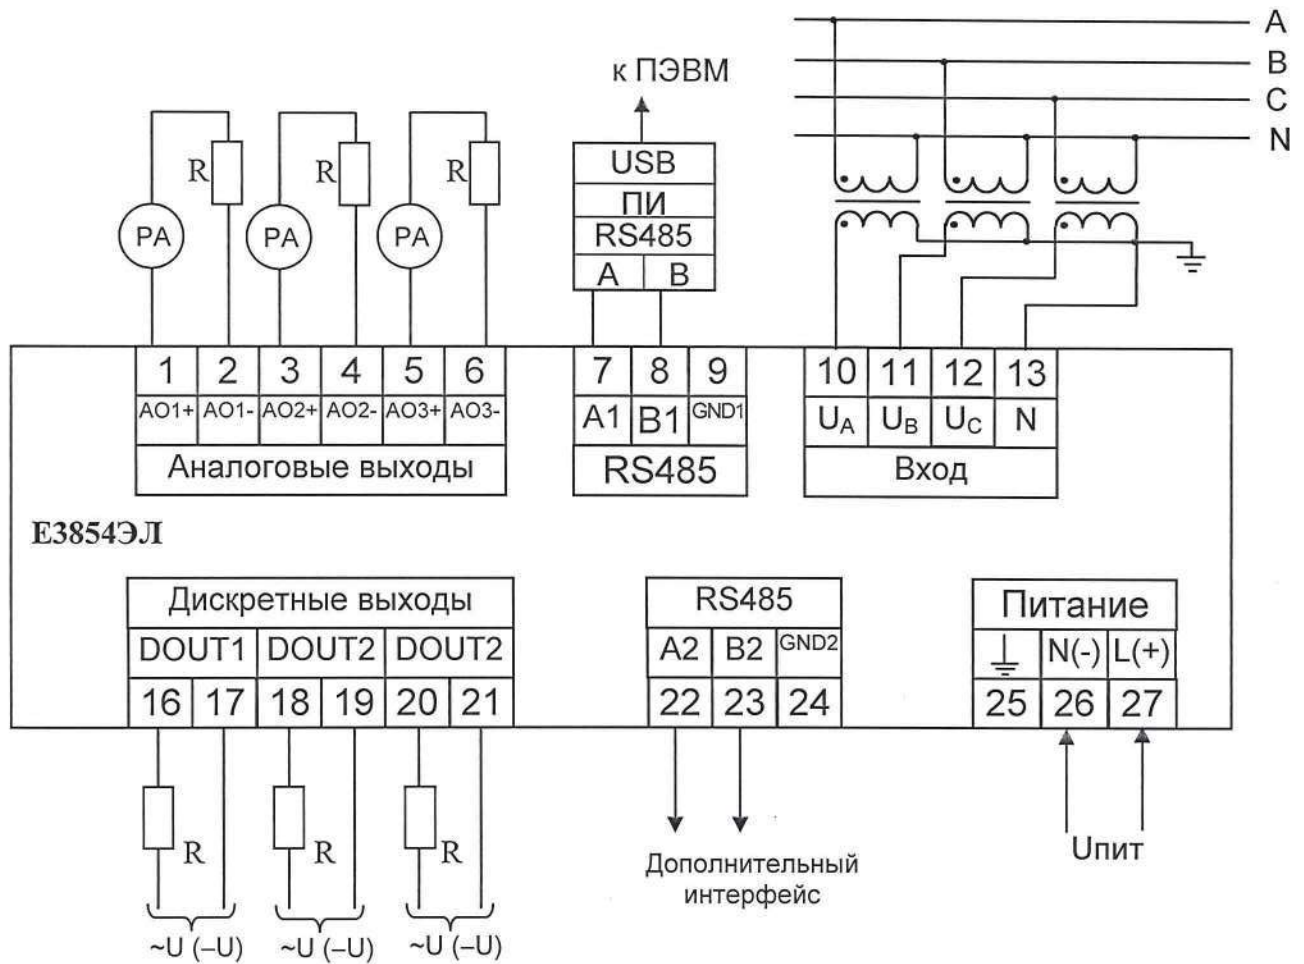 A
B
C
N
к ПЭВМ
USB
ПИ
RS485
A B
R R R
PA PA PA
1 2 3 4 5 6
AO1+ AO1- AO2+ AO2- AO3+ AO3-
Аналоговые выходы
7 8 9
A1 B1 GND1
RS485
10 11 12 13
UA UB UC N
Вход
Е3854ЭЛ
Дискретные выходы
DOUT1 DOUT2 DOUT2
16 17 18 19 20 21
RS485
A2 B2 GND2
22 23 24
Питание
N(-) L(+)
25 26 27
R R R
~U (–U) ~U (–U) ~U (–U)
Дополнительный
интерфейс
Uпит